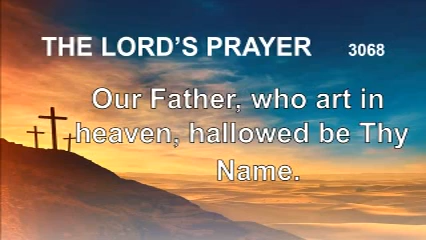 THE LORD'S PRAYER 3068
Our Father, who art in
heaven, hallowed be Thy
Name.